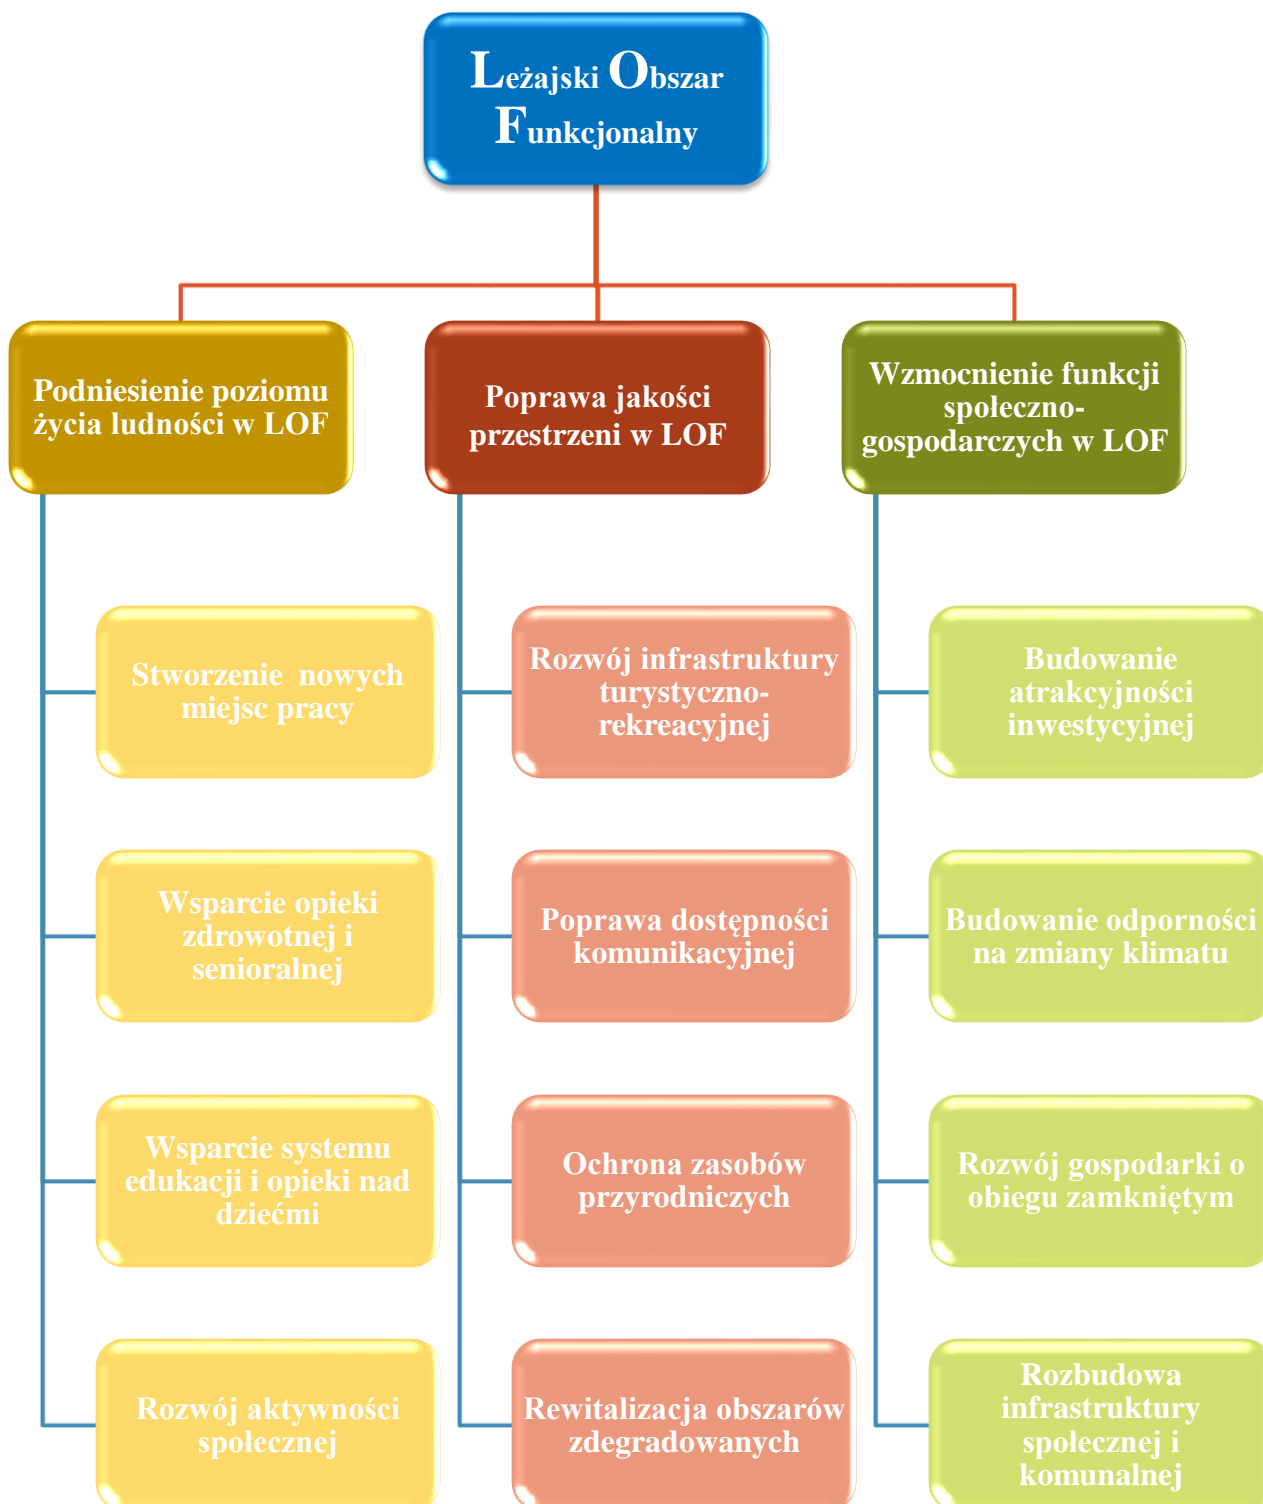 Leżajski Obszar
Funkcjonalny
Podniesienie poziomu
życia ludności w LOF
Stworzenie nowych
miejsc pracy
Wsparcie opieki
zdrowotnej i
senioralnej
Wsparcie systemu
edukacji i opieki nad
dziećmi
Rozwój aktywności
społecznej
Poprawa jakości
przestrzeni w LOF
Rozwój infrastruktury
turystyczno-
rekreacyjnej
Poprawa dostępności
komunikacyjnej
Ochrona zasobów
przyrodniczych
Rewitalizacja obszarów
zdegradowanych
Wzmocnienie funkcji
społeczno-
gospodarczych w LOF
Budowanie
atrakcyjności
inwestycyjnej
Budowanie odporności
na zmiany klimatu
Rozwój gospodarki o
obiegu zamkniętym
Rozbudowa
infrastruktury
społecznej i
komunalnej